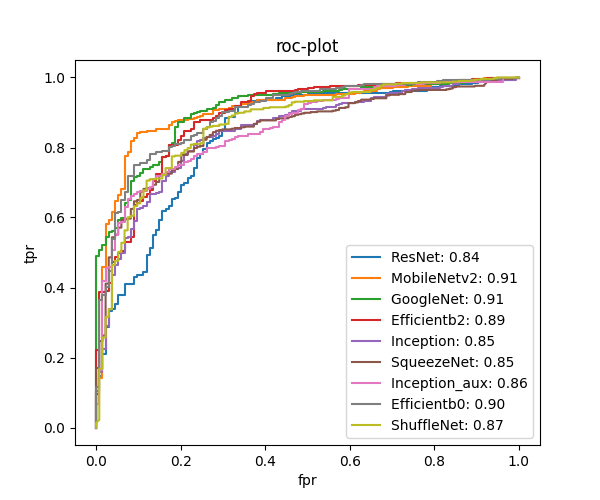 roc-plot
1.0
0.8
0.6
0.4
0.2
0.0
tpr
ResNet: 0.84
MobileNetv2: 0.91
GoogleNet: 0.91
Efficientb2: 0.89
Inception: 0.85
SqueezeNet: 0.85
Inception_aux: 0.86
Efficientb0: 0.90
ShuffleNet: 0.87
0.0 0.2 0.4 0.6 0.8 1.0
fpr